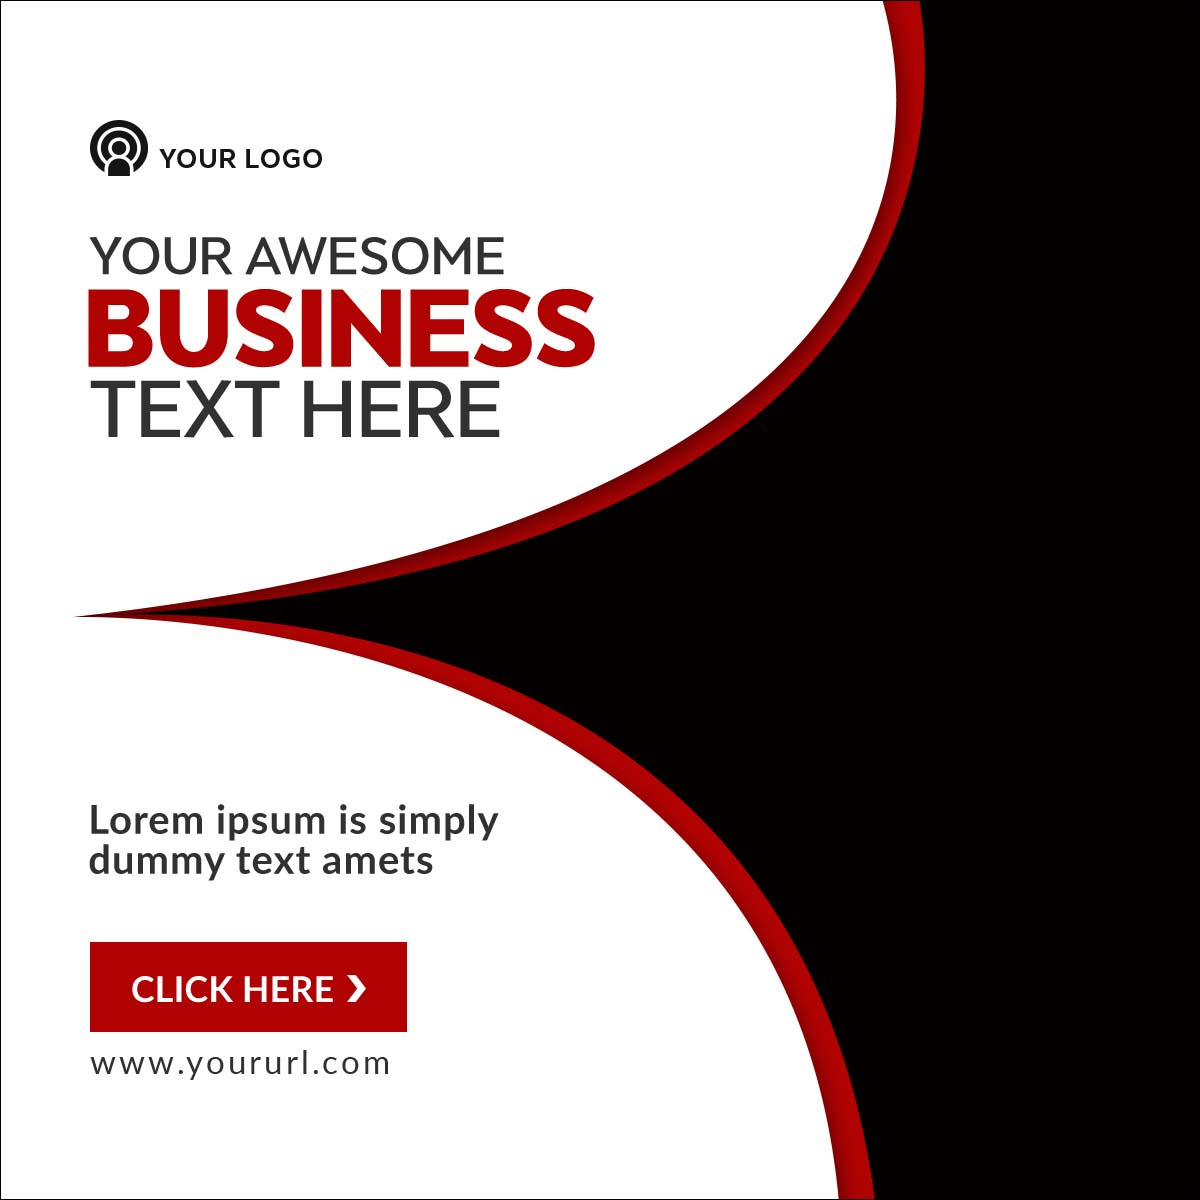 YOUR LOGO
YOUR AWESOME
BUSINESS
TEXT HERE
Lorem ipsum is simply
dummy text amets
CLICK HERE ❯
www.yoururl.com